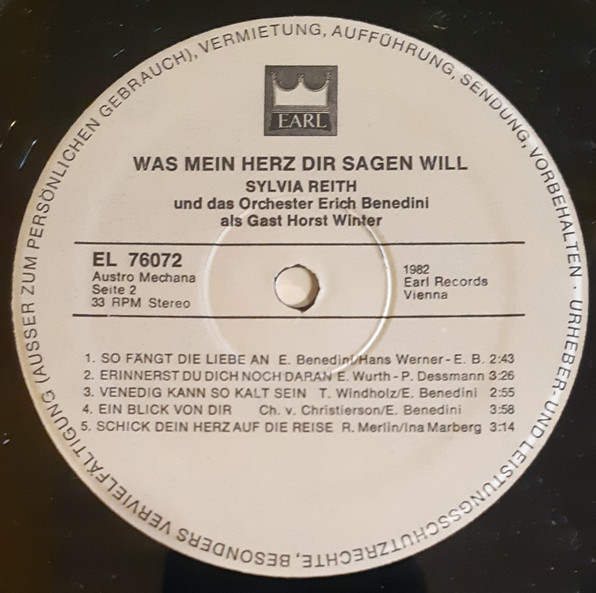 URHEBER- UND LEISTUNGSSCHUTZRECHTE, BESONDERS VERVIELFÄLTIGUNG (AUSSER ZUM PERSÖNLICHEN GEBRAUCH), VERMIETUNG, AUFFÜHRUNG, SENDUNG, VORBEHALTEN ·
EARL
WAS MEIN HERZ DIR SAGEN WILL
SYLVIA REITH
und das Orchester Erich Benedini
als Gast Horst Winter
EL 76072
Austro Mechana
Seite 2
33 RPM Stereo
1982
Earl Records
Vienna
1. SO FÄNGT DIE LIEBE AN E. Benedini/Hans Werner - E. B. 2:43
2. ERINNERST DU DICH NOCH DARAN E. Wurth - P. Dessmann 3:26
3. VENEDIG KANN SO KALT SEIN T. Windholz/E. Benedini 2:55
4. EIN BLICK VON DIR Ch. v. Christierson/E. Benedini 3:58
5. SCHICK DEIN HERZ AUF DIE REISE R. Merlin/Ina Marberg 3:14